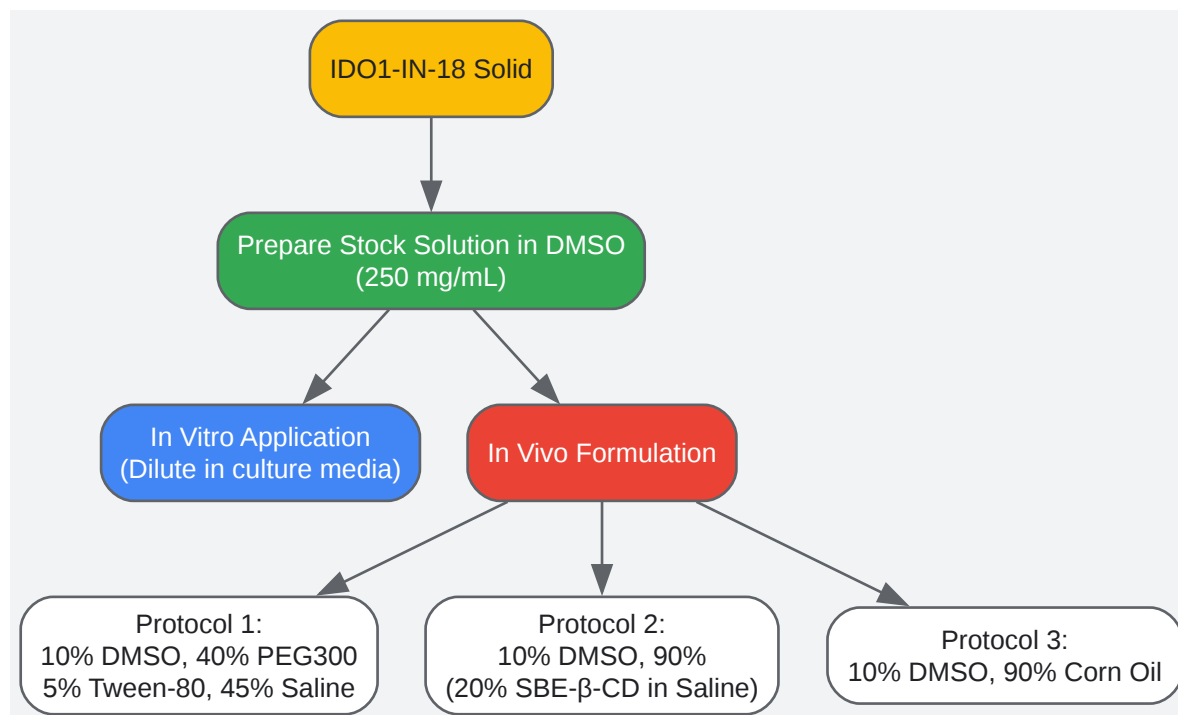 IDO1-IN-18 Solid
Prepare Stock Solution in DMSO
(250 mg/mL)
In Vitro Application
(Dilute in culture media)
In Vivo Formulation
Protocol 1:
10% DMSO, 40% PEG300
5% Tween-80, 45% Saline
Protocol 2:
10% DMSO, 90%
(20% SBE-β-CD in Saline)
Protocol 3:
10% DMSO, 90% Corn Oil